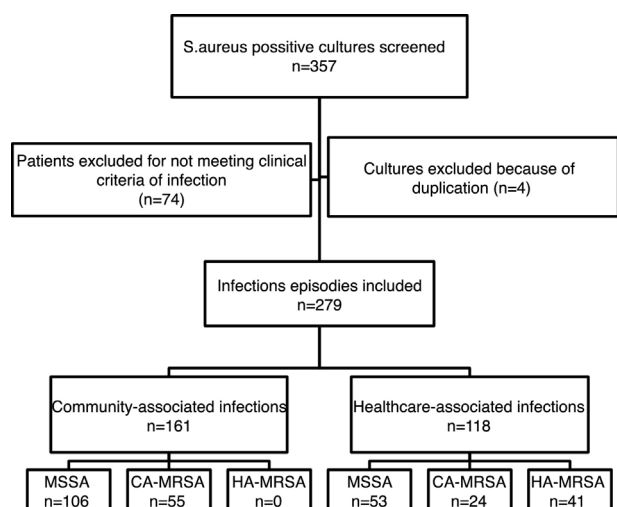 S.aureus possitive cultures screened
n=357
Patients excluded for not meeting clinical
criteria of infection
(n=74)
Cultures excluded because of
duplication (n=4)
Infections episodes included
n=279
Community-associated infections
n=161
Healthcare-associated infections
n=118
MSSA
n=106
CA-MRSA
n=55
HA-MRSA
n=0
MSSA
n=53
CA-MRSA
n=24
HA-MRSA
n=41